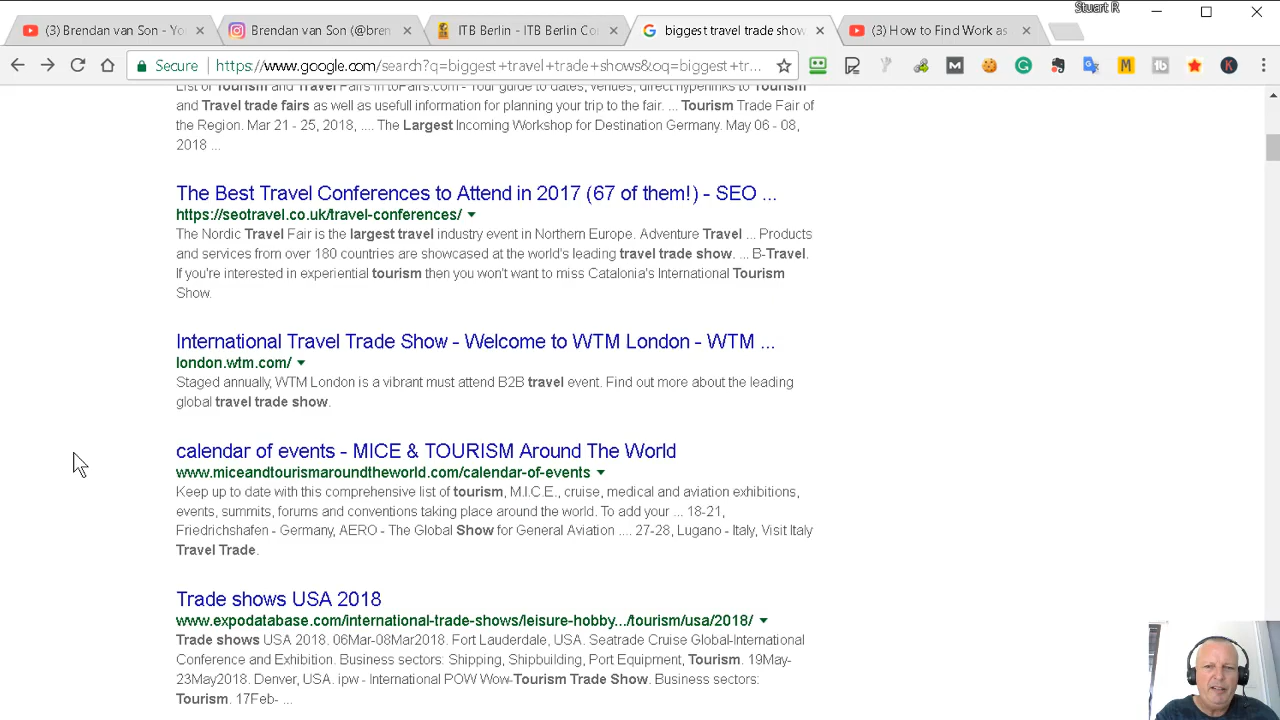 Stuart R
(3) Brendan van Son - Yo
Brendan van Son (@br
ITB Berlin - ITB Berlin Co
biggest travel trade show
(3) How to Find Work as
Secure
https://www.google.com/search?q=biggest+travel+trade+shows&oq=biggest+tr...
List of Tourism and Travel Fairs in toFairs.com - Your guide to dates, venues, direct hyperlinks to Tourism
and Travel trade fairs as well as usefull information for planning your trip to the fair. ... Tourism Trade Fair of
the Region. Mar 21 - 25, 2018, .... The Largest Incoming Workshop for Destination Germany. May 06 - 08,
2018 ...
The Best Travel Conferences to Attend in 2017 (67 of them!) - SEO ...
https://seotravel.co.uk/travel-conferences/
The Nordic Travel Fair is the largest travel industry event in Northern Europe. Adventure Travel ... Products
and services from over 180 countries are showcased at the world's leading travel trade show. ... B-Travel.
If you're interested in experiential tourism then you won't want to miss Catalonia's International Tourism
Show.
International Travel Trade Show - Welcome to WTM London - WTM ...
london.wtm.com/
Staged annually, WTM London is a vibrant must attend B2B travel event. Find out more about the leading
global travel trade show.
calendar of events - MICE & TOURISM Around The World
www.miceandtourismaroundtheworld.com/calendar-of-events
Keep up to date with this comprehensive list of tourism, M.I.C.E., cruise, medical and aviation exhibitions,
events, summits, forums and conventions taking place around the world. To add your ... 18-21,
Friedrichshafen - Germany, AERO - The Global Show for General Aviation .... 27-28, Lugano - Italy, Visit Italy
Travel Trade.
Trade shows USA 2018
www.expodatabase.com/international-trade-shows/leisure-hobby.../tourism/usa/2018/
Trade shows USA 2018. 06Mar-08Mar2018. Fort Lauderdale, USA. Seatrade Cruise Global-International
Conference and Exhibition. Business sectors: Shipping, Shipbuilding, Port Equipment, Tourism. 19May-
23May2018. Denver, USA. ipw - International POW Wow-Tourism Trade Show. Business sectors:
Tourism. 17Feb- ...